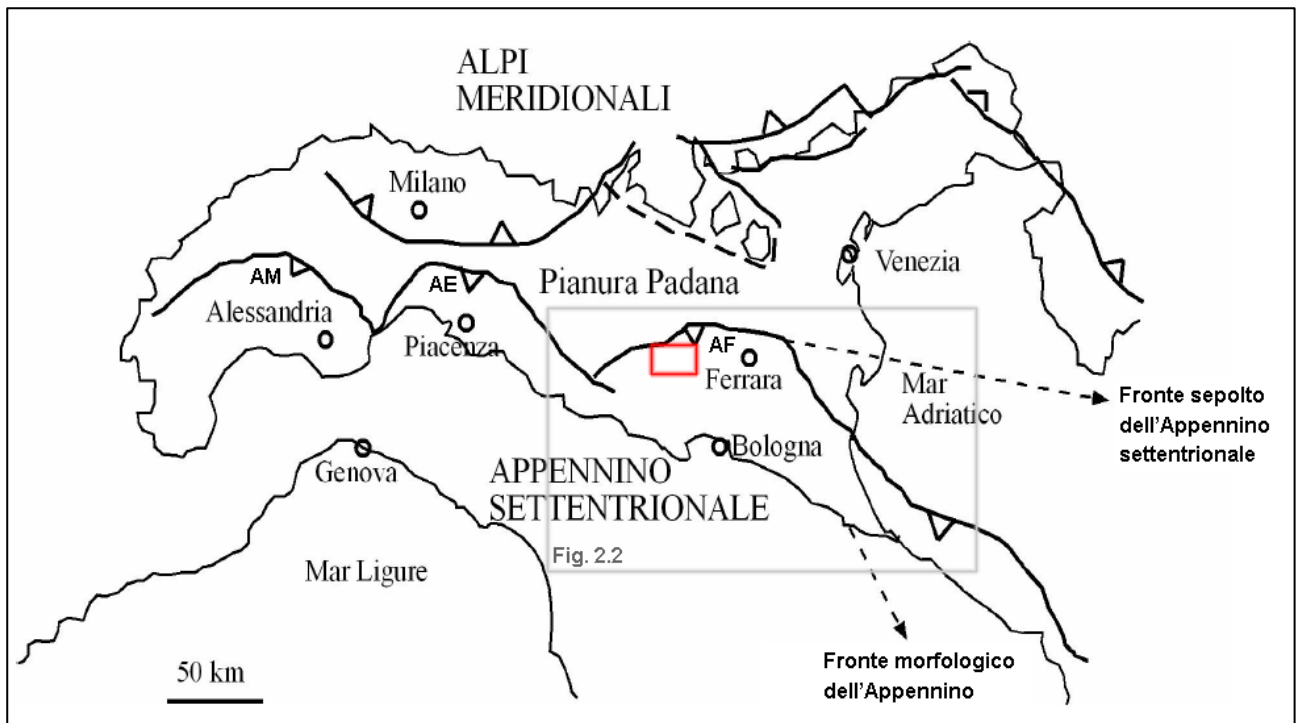 ALPI
MERIDIONALI
Milano
Venezia
AM
AE
Pianura Padana
Alessandria
Piacenza
AF
Ferrara
Mar
Adriatico
Fronte sepolto
dell'Appennino
settentrionale
Genova
Bologna
APPENNINO
SETTENTRIONALE
Fig. 2.2
Mar Ligure
50 km
Fronte morfologico
dell'Appennino